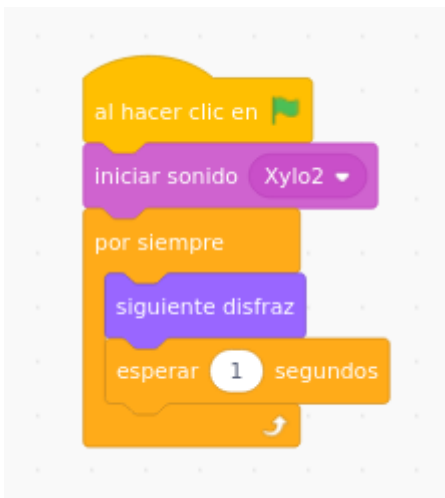 al hacer clic en
iniciar sonido Xylo2
por siempre
siguiente disfraz
esperar 1 segundos